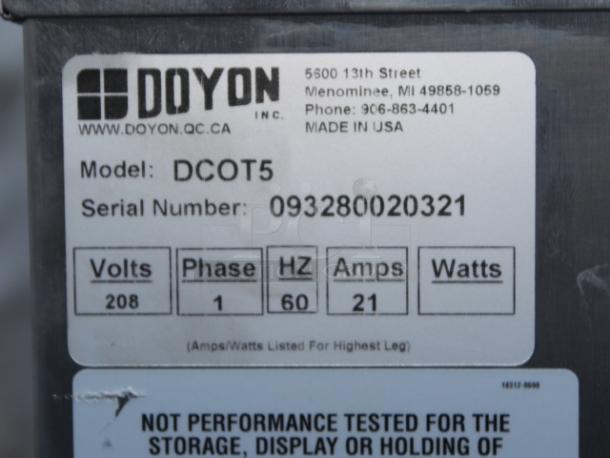 DOYON
INC.
WWW.DOYON.QC.CA
5600 13th Street
Menominee, MI 49858-1059
Phone: 906-863-4401
MADE IN USA
Model: DCOT5
Serial Number: 093280020321
Volts Phase HZ Amps Watts
208 1 60 21
(Amps/Watts Listed For Highest Leg)
NOT PERFORMANCE TESTED FOR THE
STORAGE, DISPLAY OR HOLDING OF